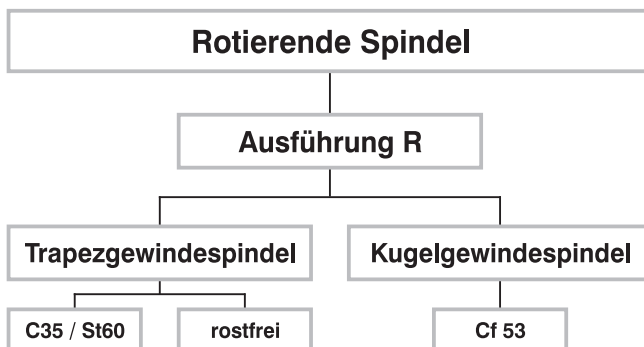 Rotierende Spindel
Ausführung R
Trapezgewindespindel
Kugelgewindespindel
C35 / St60
rostfrei
Cf 53